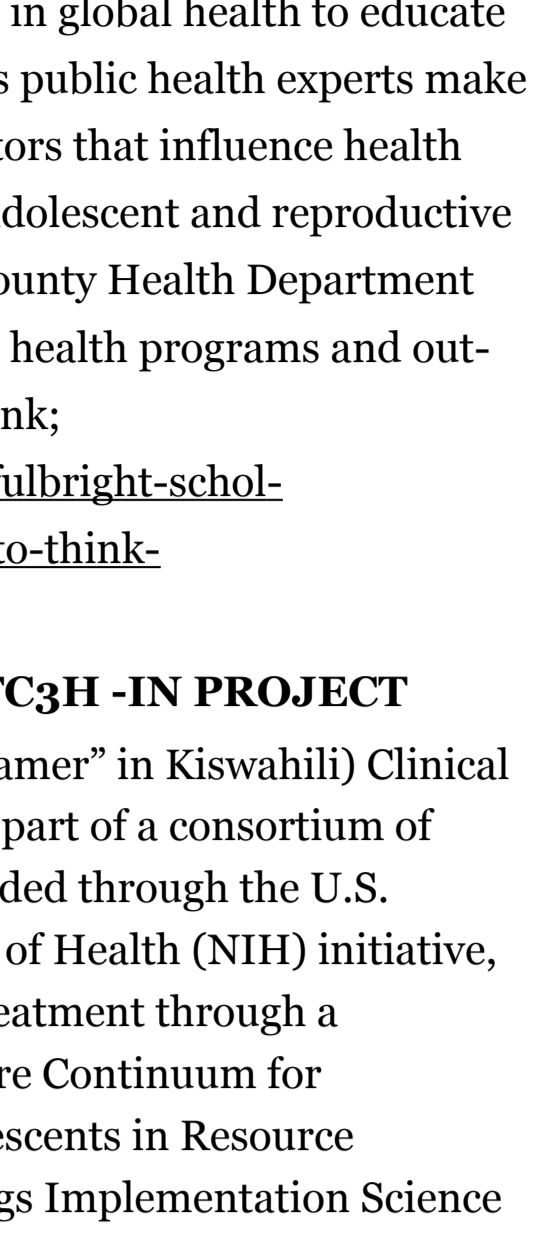 in global health to educate
s public health experts make
tors that influence health
dolescent and reproductive
ounty Health Department
health programs and out-
nk;
fulbright-schol-
to-think-
TC3H -IN PROJECT
amer” in Kiswahili) Clinical
part of a consortium of
ded through the U.S.
of Health (NIH) initiative,
eatment through a
re Continuum for
escents in Resource
gs Implementation Science